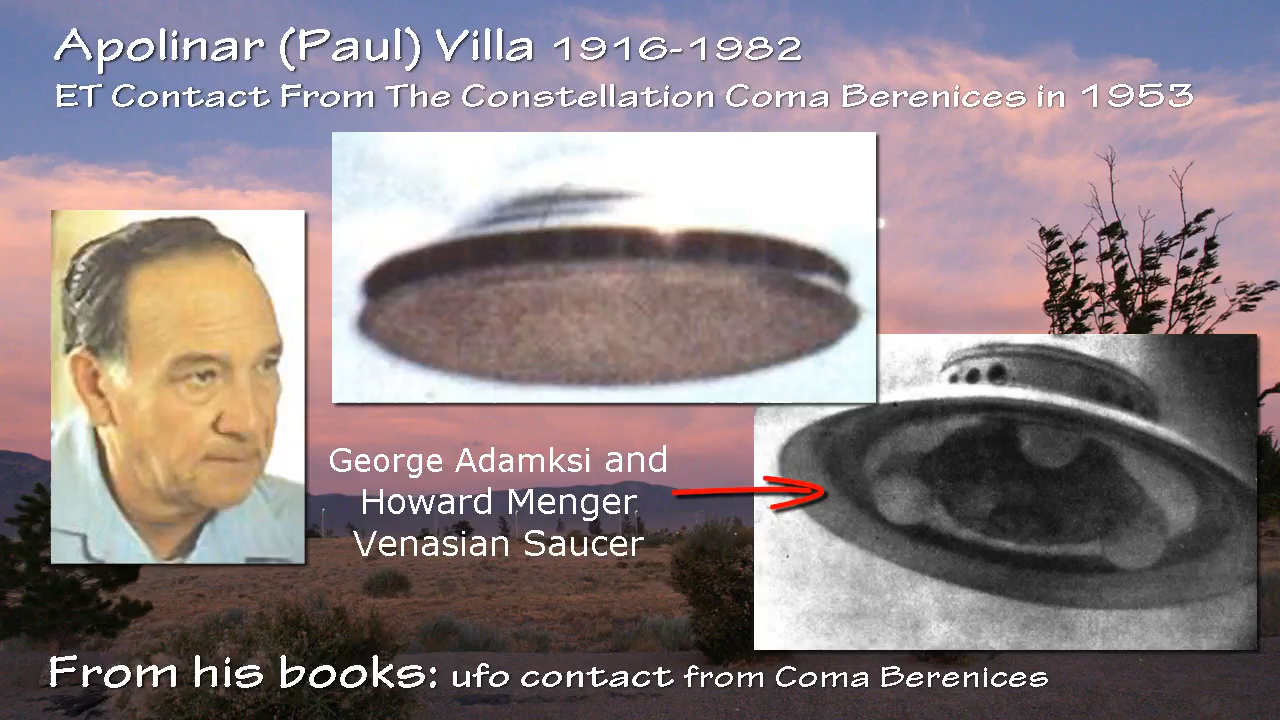 Apolinar (Paul) Villa 1916-1982
ET Contact From The Constellation Coma Berenices in 1953
George Adamksi and
Howard Menger
Venasian Saucer
From his books: ufo contact from Coma Berenices